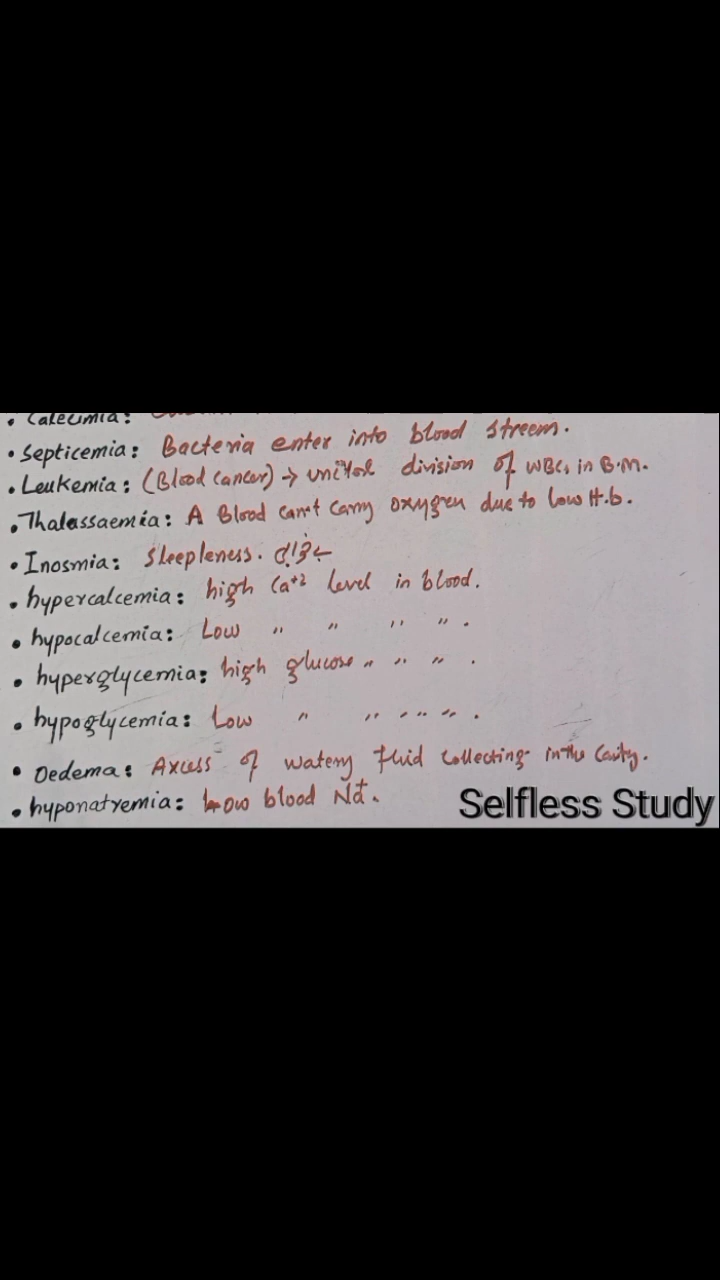 • Calecimia:
• Septicemia: Bacteria enter into blood streem.
• Leukemia: (Blood cancer) → division of WBCs in B.M.
• Thalassaemia: A Blood can't carry oxygen due to low H.b.
• Inosmia: Sleepleness.
• hypercalcemia: high Ca+2 level in blood.
• hypocalcemia: Low " " " " .
• hyperglycemia: high glucose " " " .
• hypoglycemia: Low " " " " " .
• Oedema: Axcess of watery fluid collecting in the Cavity.
• hyponatremia: Low blood Na+.
Selfless Study